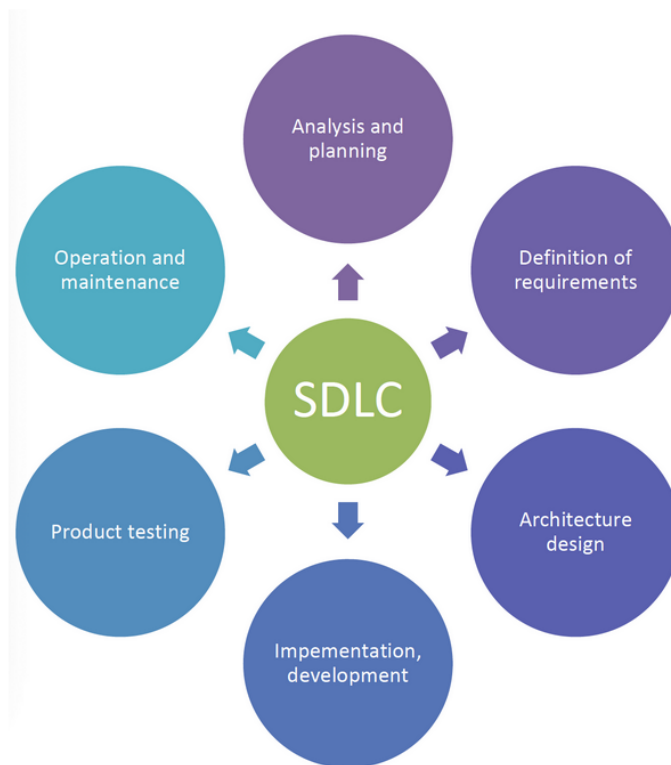 Analysis and
planning
Definition of
requirements
Architecture
design
Impementation,
development
Product testing
Operation and
maintenance
SDLC